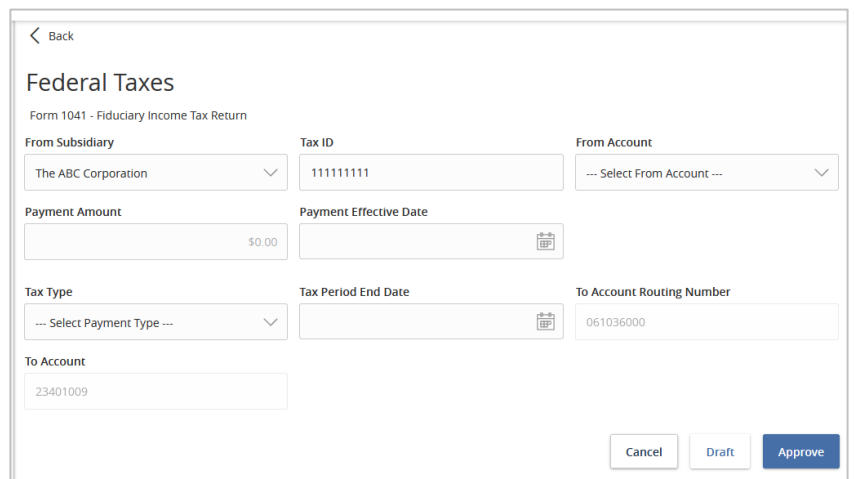 Back
Federal Taxes
Form 1041 - Fiduciary Income Tax Return
From Subsidiary
Tax ID
From Account
The ABC Corporation
111111111
--- Select From Account ---
Payment Amount
Payment Effective Date
$0.00
Tax Type
Tax Period End Date
To Account Routing Number
--- Select Payment Type ---
061036000
To Account
23401009
Cancel
Draft
Approve